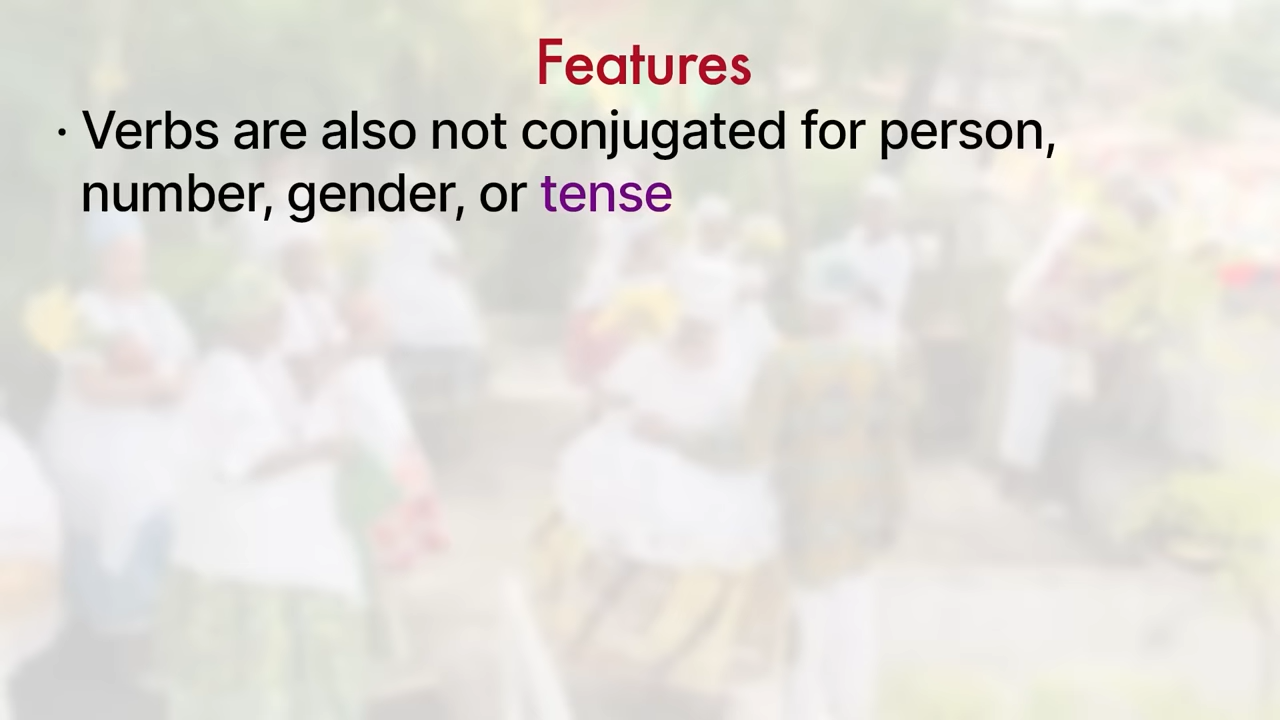 Features
· Verbs are also not conjugated for person,
number, gender, or tense